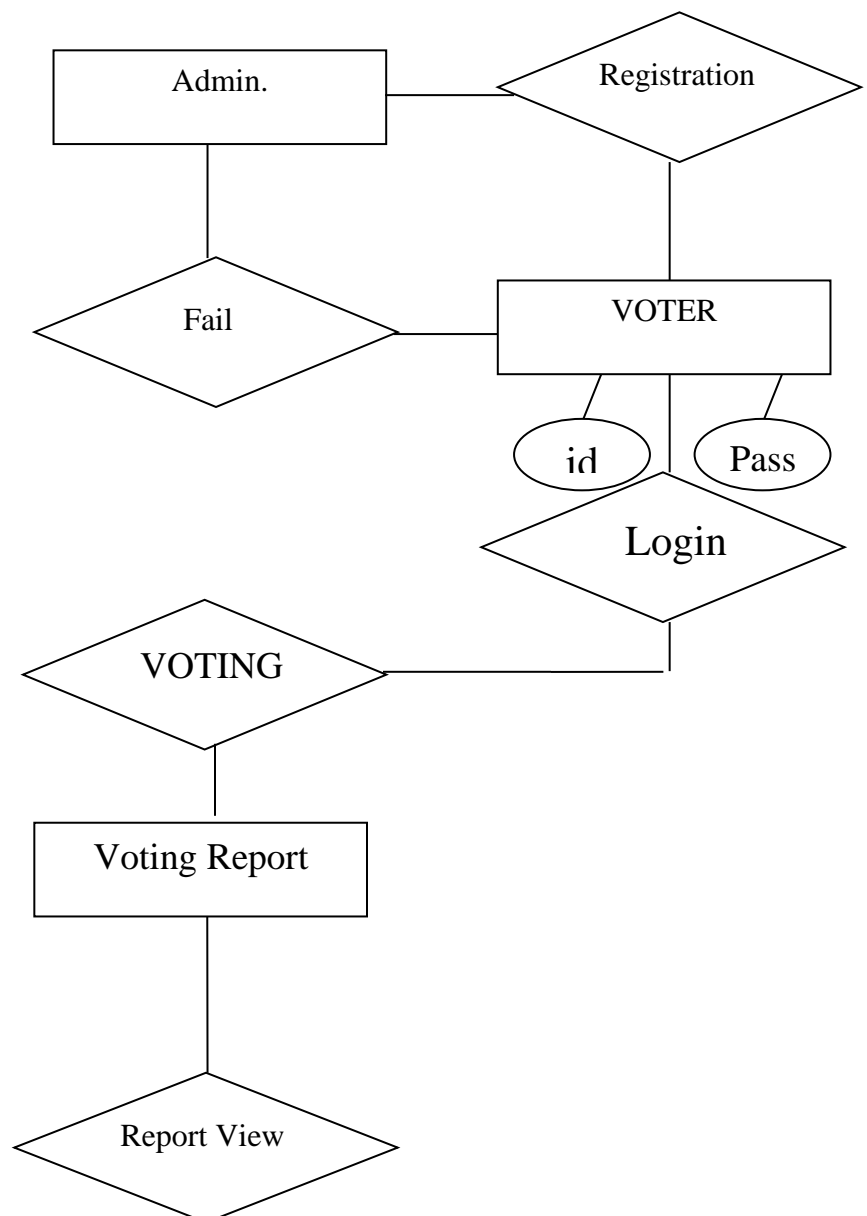 Admin.
Registration
Fail
VOTER
id
Pass
Login
VOTING
Voting Report
Report View